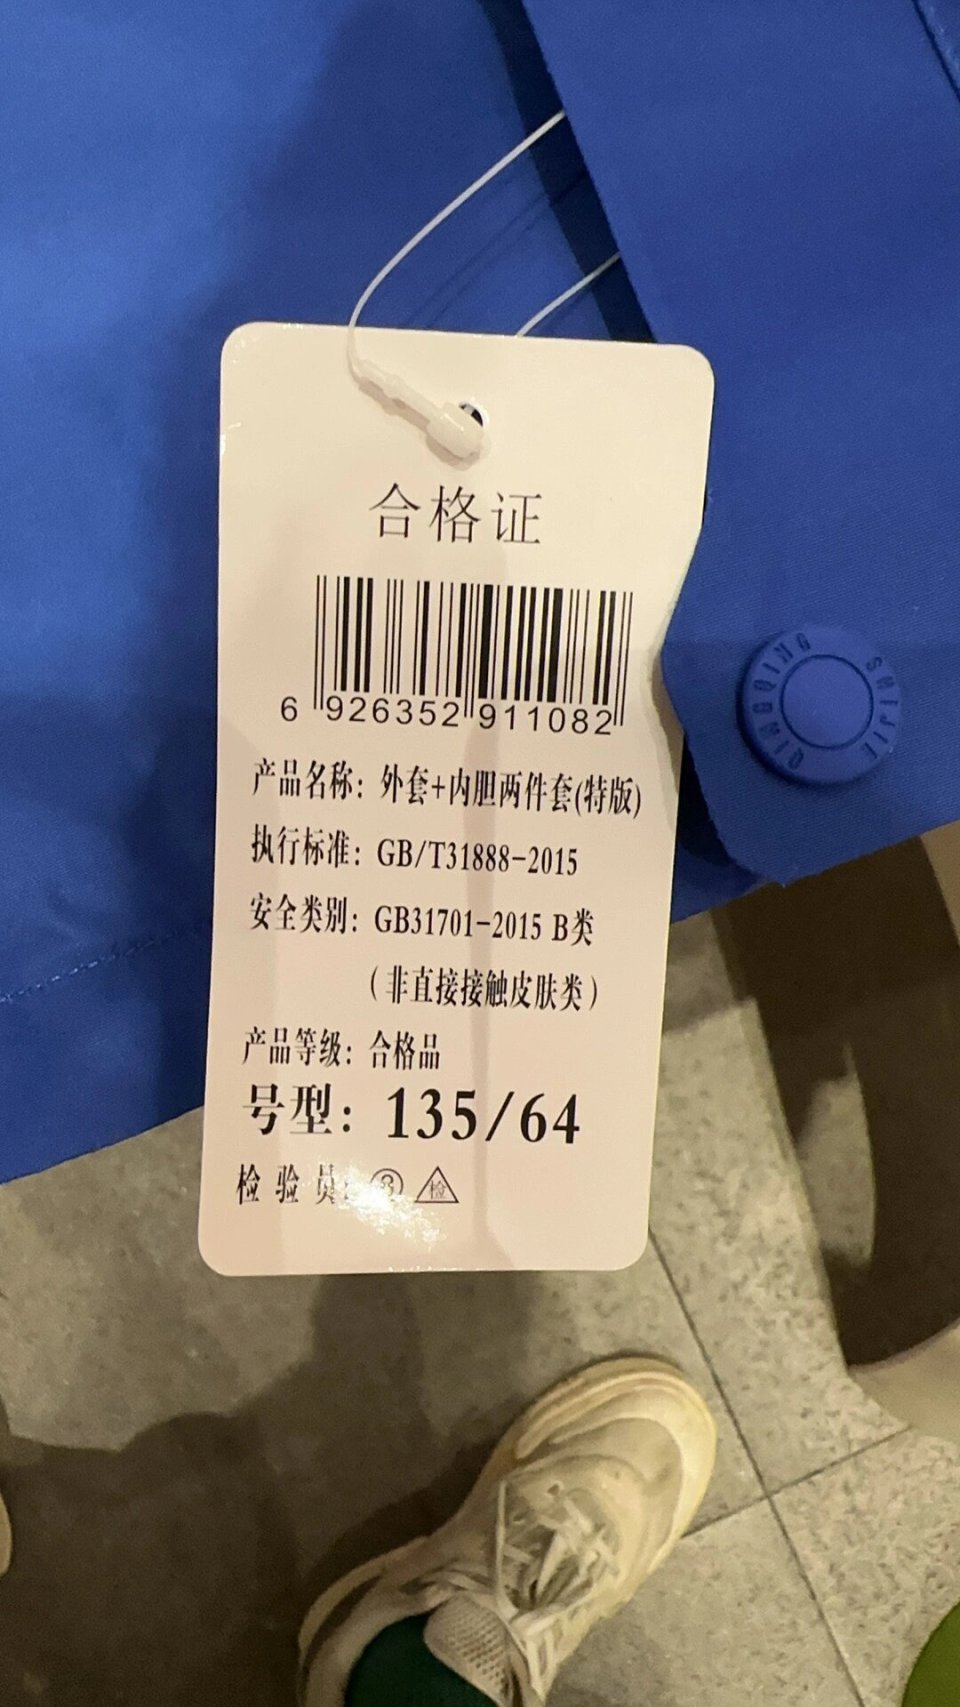 合格证
6 926352 911082
产品名称：外套+内胆两件套(特版)
执行标准：GB/T31888-2015
安全类别：GB31701-2015 B类
（非直接接触皮肤类）
产品等级：合格品
号型：135/64
检验员：③ 检